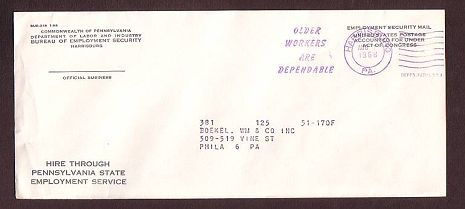 COMMONWEALTH OF PENNSYLVANIA
DEPARTMENT OF LABOR AND INDUSTRY
BUREAU OF EMPLOYMENT SECURITY
HARRISBURG
OFFICIAL BUSINESS
OLDER
WORKERS
ARE
DEPENDABLE
1968
PA.
EMPLOYMENT SECURITY MAIL
UNITED STATES POSTAGE
ACCOUNTED FOR UNDER
ACT OF CONGRESS
381 125 51-170F
BOEKEL. WM & CO INC
309-519 VINE ST
PHILA 6 PA
HIRE THROUGH
PENNSYLVANIA STATE
EMPLOYMENT SERVICE